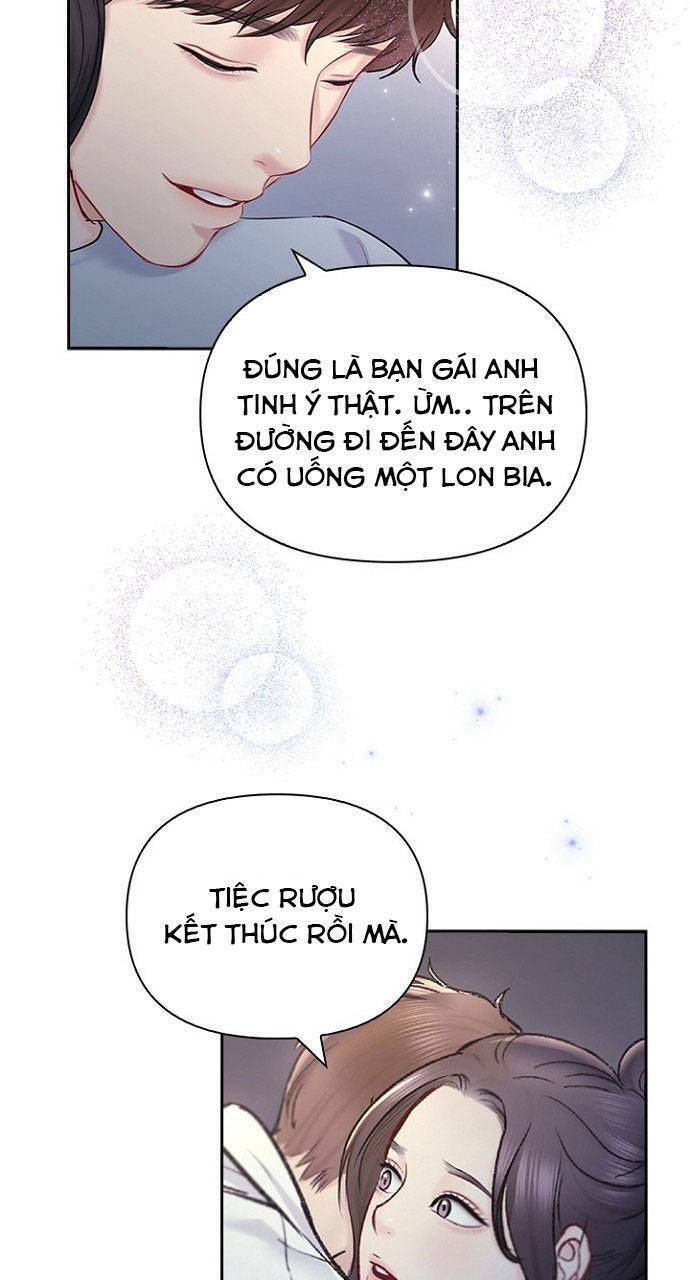 ĐÚNG LÀ BẠN GÁI ANH
TINH Ý THẬT. ỪM.. TRÊN
ĐƯỜNG ĐI ĐẾN ĐÂY ANH
CÓ UỐNG MỘT LON BIA.
TIỆC RƯỢU
KẾT THÚC RỒI MÀ.